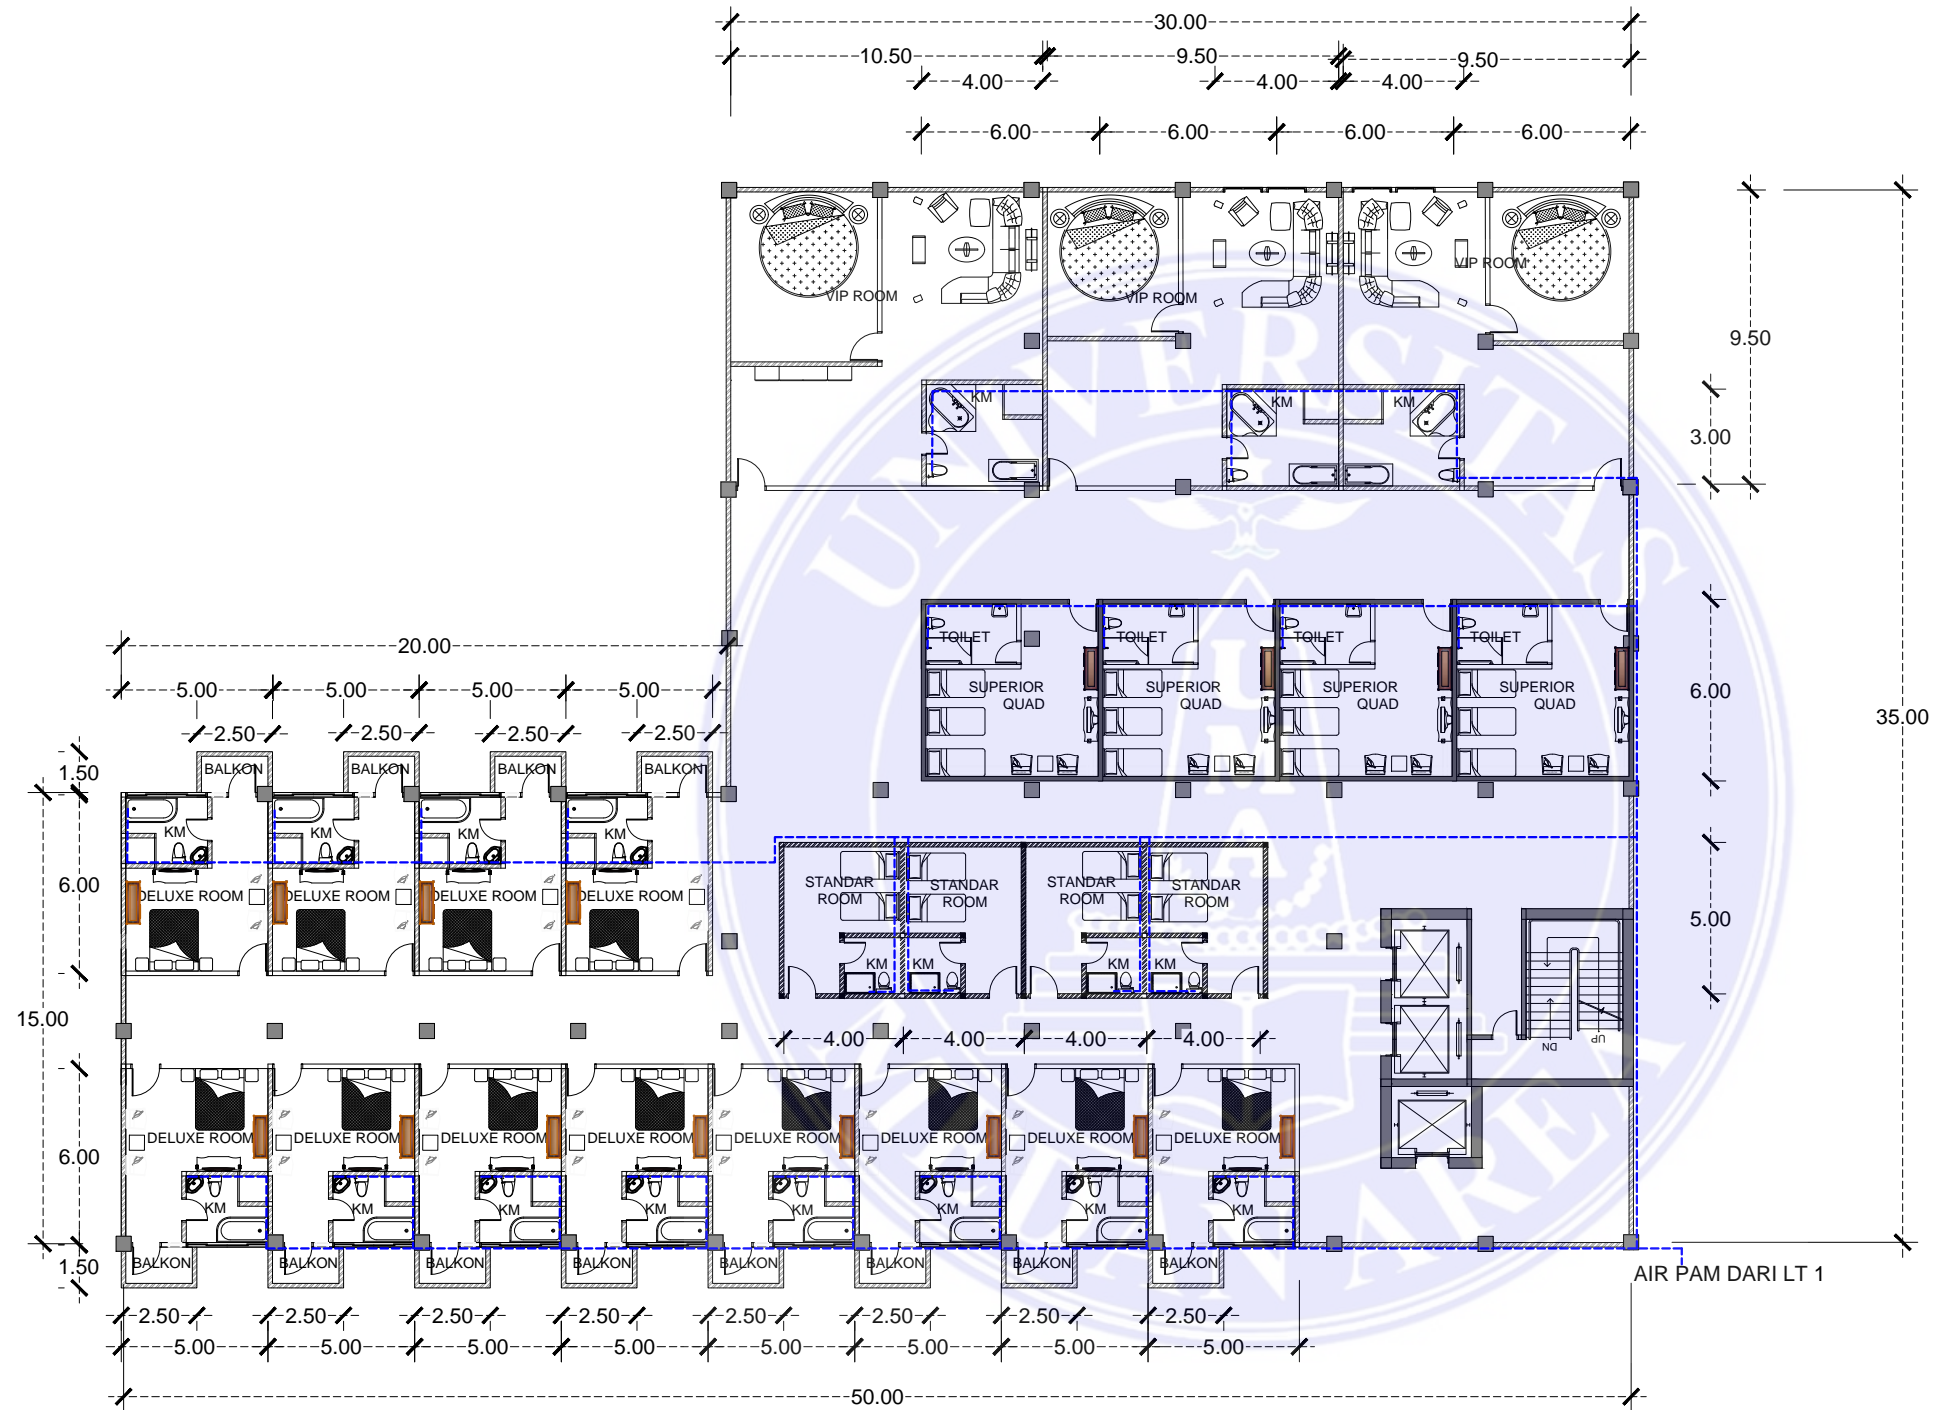 30.00
10.50 9.50 9.50
4.00 4.00 4.00
6.00 6.00 6.00 6.00
VIP ROOM VIP ROOM VIP ROOM
9.50
KM KM KM
3.00
35.00
UNIVERSITAS
MEDAN AREA
UMA
TOILET TOILET TOILET TOILET
SUPERIOR QUAD SUPERIOR QUAD SUPERIOR QUAD SUPERIOR QUAD
6.00
20.00
5.00 5.00 5.00 5.00
2.50 2.50 2.50 2.50
1.50
BALKON BALKON BALKON BALKON
KM KM KM KM
6.00
DELUXE ROOM DELUXE ROOM DELUXE ROOM DELUXE ROOM
STANDAR ROOM STANDAR ROOM STANDAR ROOM STANDAR ROOM
5.00
KM KM KM KM
15.00
4.00 4.00 4.00 4.00
DN UP
6.00
DELUXE ROOM DELUXE ROOM DELUXE ROOM DELUXE ROOM DELUXE ROOM DELUXE ROOM DELUXE ROOM DELUXE ROOM
KM KM KM KM KM KM KM KM
1.50
BALKON BALKON BALKON BALKON BALKON BALKON BALKON BALKON
AIR PAM DARI LT 1
2.50 2.50 2.50 2.50 2.50 2.50 2.50 2.50
5.00 5.00 5.00 5.00 5.00 5.00 5.00 5.00
50.00